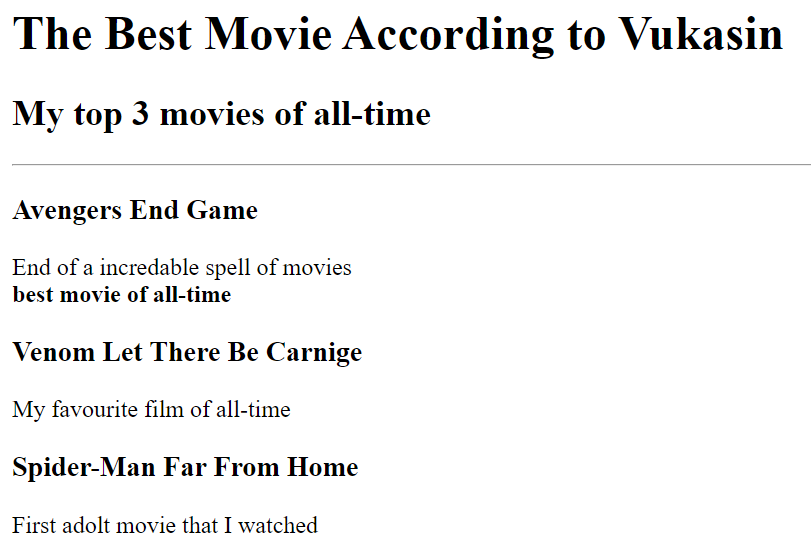 The Best Movie According to Vukasin
My top 3 movies of all-time
Avengers End Game
End of a incredable spell of movies
best movie of all-time
Venom Let There Be Carnige
My favourite film of all-time
Spider-Man Far From Home
First adolt movie that I watched